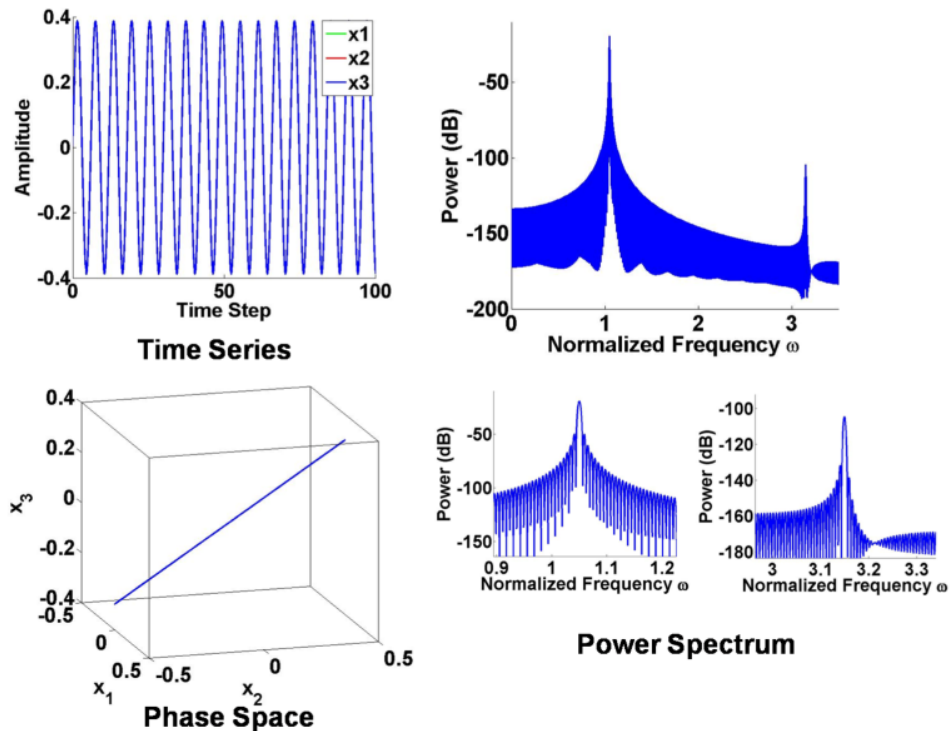 0.4
0.2
0
-0.2
-0.4
Amplitude
x1
x2
x3
0 50 100
Time Step
Time Series
-50
-100
-150
-200
Power (dB)
0 1 2 3
Normalized Frequency ω
0.4
0.2
0
-0.2
-0.4
x3
-0.5
0
0.5
x1
-0.5
0
0.5
x2
Phase Space
-50
-100
-150
Power (dB)
0.9 1 1.1 1.2
Normalized Frequency ω
-100
-120
-140
-160
-180
Power (dB)
3 3.1 3.2 3.3
Normalized Frequency ω
Power Spectrum